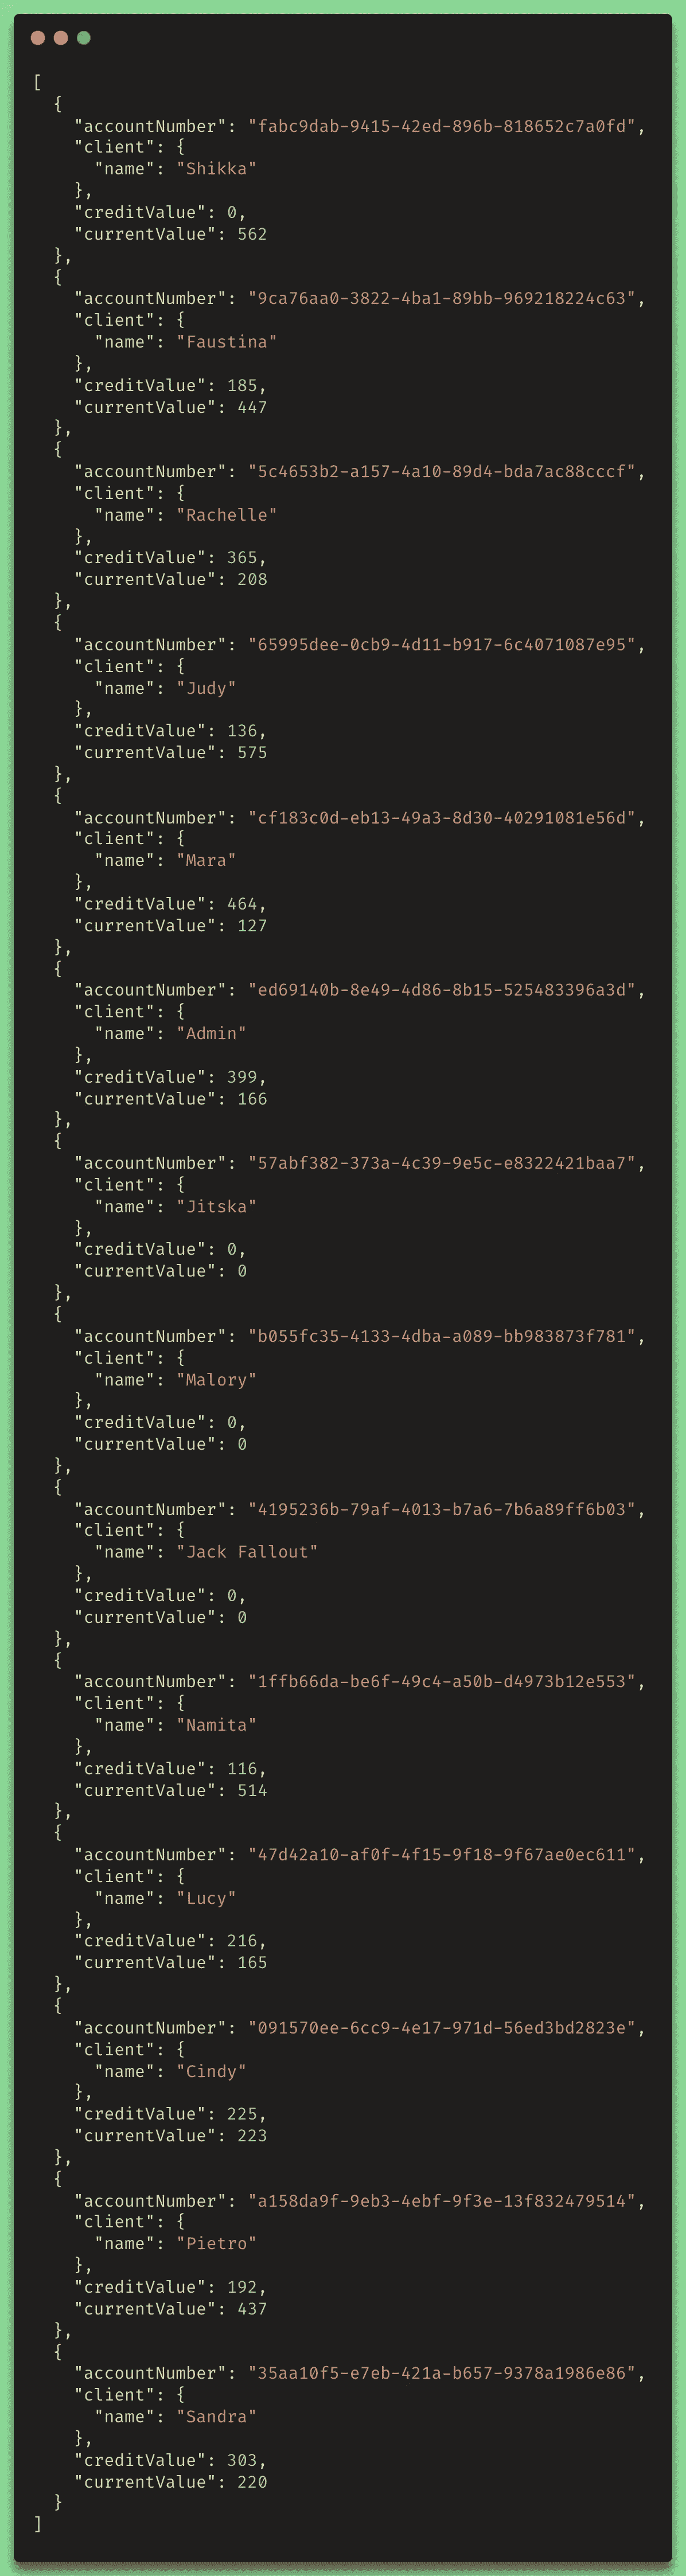 [
  {
    "accountNumber": "fabc9dab-9415-42ed-896b-818652c7a0fd",
    "client": {
      "name": "Shikka"
    },
    "creditValue": 0,
    "currentValue": 562
  },
  {
    "accountNumber": "9ca76aa0-3822-4ba1-89bb-969218224c63",
    "client": {
      "name": "Faustina"
    },
    "creditValue": 185,
    "currentValue": 447
  },
  {
    "accountNumber": "5c4653b2-a157-4a10-89d4-bda7ac88cccf",
    "client": {
      "name": "Rachelle"
    },
    "creditValue": 365,
    "currentValue": 208
  },
  {
    "accountNumber": "65995dee-0cb9-4d11-b917-6c4071087e95",
    "client": {
      "name": "Judy"
    },
    "creditValue": 136,
    "currentValue": 575
  },
  {
    "accountNumber": "cf183c0d-eb13-49a3-8d30-40291081e56d",
    "client": {
      "name": "Mara"
    },
    "creditValue": 464,
    "currentValue": 127
  },
  {
    "accountNumber": "ed69140b-8e49-4d86-8b15-525483396a3d",
    "client": {
      "name": "Admin"
    },
    "creditValue": 399,
    "currentValue": 166
  },
  {
    "accountNumber": "57abf382-373a-4c39-9e5c-e8322421baa7",
    "client": {
      "name": "Jitska"
    },
    "creditValue": 0,
    "currentValue": 0
  },
  {
    "accountNumber": "b055fc35-4133-4dba-a089-bb983873f781",
    "client": {
      "name": "Malory"
    },
    "creditValue": 0,
    "currentValue": 0
  },
  {
    "accountNumber": "4195236b-79af-4013-b7a6-7b6a89ff6b03",
    "client": {
      "name": "Jack Fallout"
    },
    "creditValue": 0,
    "currentValue": 0
  },
  {
    "accountNumber": "1ffb66da-be6f-49c4-a50b-d4973b12e553",
    "client": {
      "name": "Namita"
    },
    "creditValue": 116,
    "currentValue": 514
  },
  {
    "accountNumber": "47d42a10-af0f-4f15-9f18-9f67ae0ec611",
    "client": {
      "name": "Lucy"
    },
    "creditValue": 216,
    "currentValue": 165
  },
  {
    "accountNumber": "091570ee-6cc9-4e17-971d-56ed3bd2823e",
    "client": {
      "name": "Cindy"
    },
    "creditValue": 225,
    "currentValue": 223
  },
  {
    "accountNumber": "a158da9f-9eb3-4ebf-9f3e-13f832479514",
    "client": {
      "name": "Pietro"
    },
    "creditValue": 192,
    "currentValue": 437
  },
  {
    "accountNumber": "35aa10f5-e7eb-421a-b657-9378a1986e86",
    "client": {
      "name": "Sandra"
    },
    "creditValue": 303,
    "currentValue": 220
  }
]